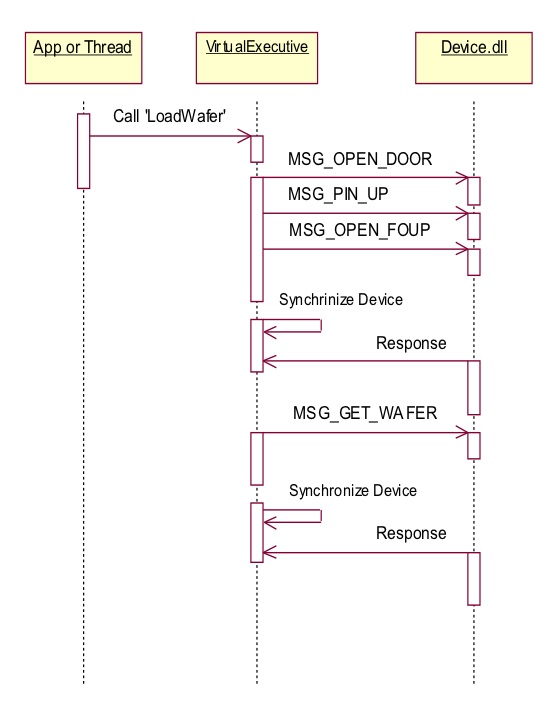 App or Thread
VirtualExecutive
Device.dll
Call 'LoadWafer'
MSG_OPEN_DOOR
MSG_PIN_UP
MSG_OPEN_FOUP
Synchrinize Device
Response
MSG_GET_WAFER
Synchronize Device
Response